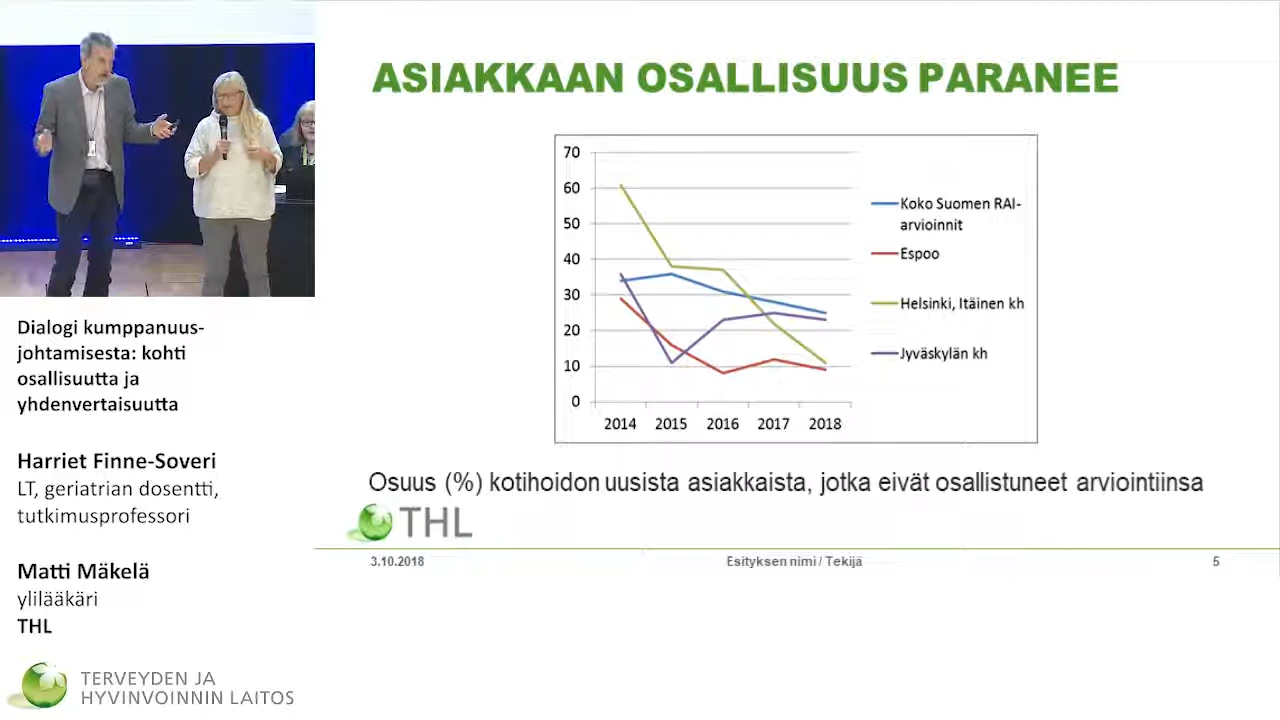 ASIAKKAAN OSALLISUUS PARANEE
70
60
50
40
30
20
10
0
2014 2015 2016 2017 2018
Koko Suomen RAI-
arvioinnit
Espoo
Helsinki, Itäinen kh
Jyväskylän kh
Osuus (%) kotihoidon uusista asiakkaista, jotka eivät osallistuneet arviointiinsa
THL
3.10.2018 Esityksen nimi / Tekijä 5
Dialogi kumppanuus-
johtamisesta: kohti
osallisuutta ja
yhdenvertaisuutta
Harriet Finne-Soveri
LT, geriatrian dosentti,
tutkimusprofessori
Matti Mäkelä
ylilääkäri
THL
TERVEYDEN JA
HYVINVOINNIN LAITOS